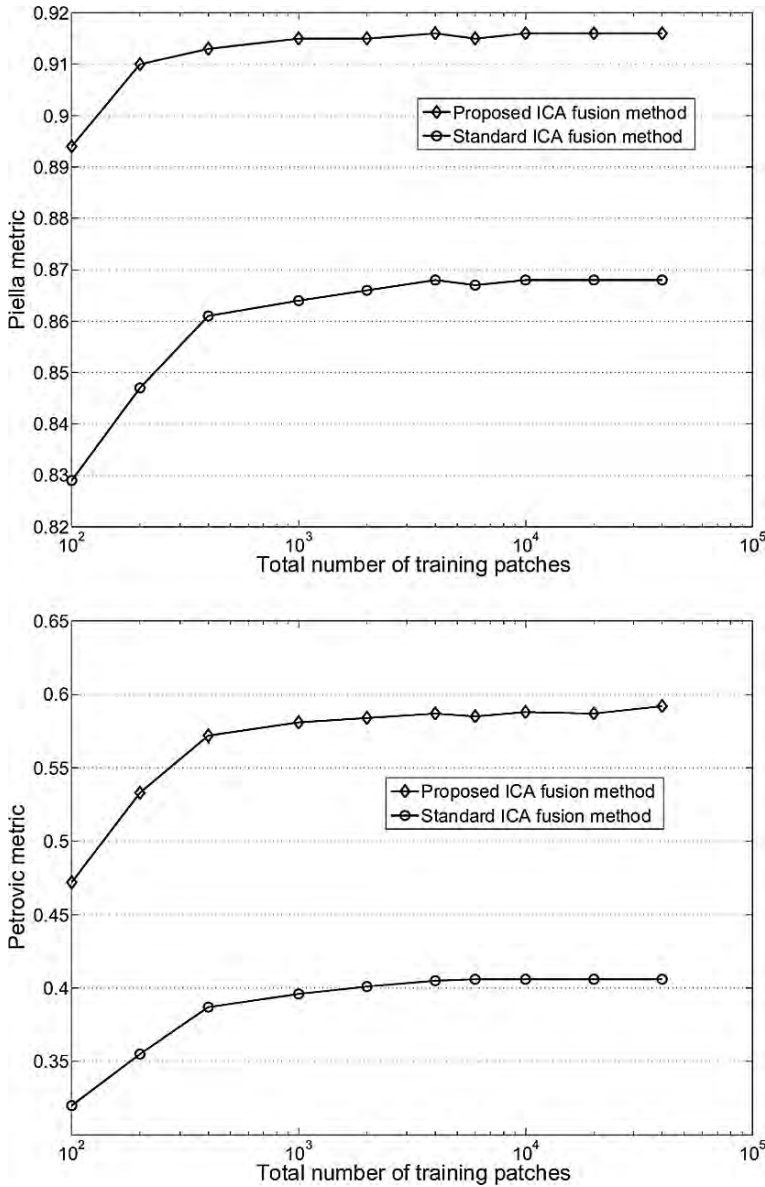 0.92
0.91
0.9
0.89
0.88
0.87
0.86
0.85
0.84
0.83
0.82
Piella metric
Proposed ICA fusion method
Standard ICA fusion method
10² 10³ 10⁴ 10⁵
Total number of training patches
0.65
0.6
0.55
0.5
0.45
0.4
0.35
Petrovic metric
Proposed ICA fusion method
Standard ICA fusion method
10² 10³ 10⁴ 10⁵
Total number of training patches